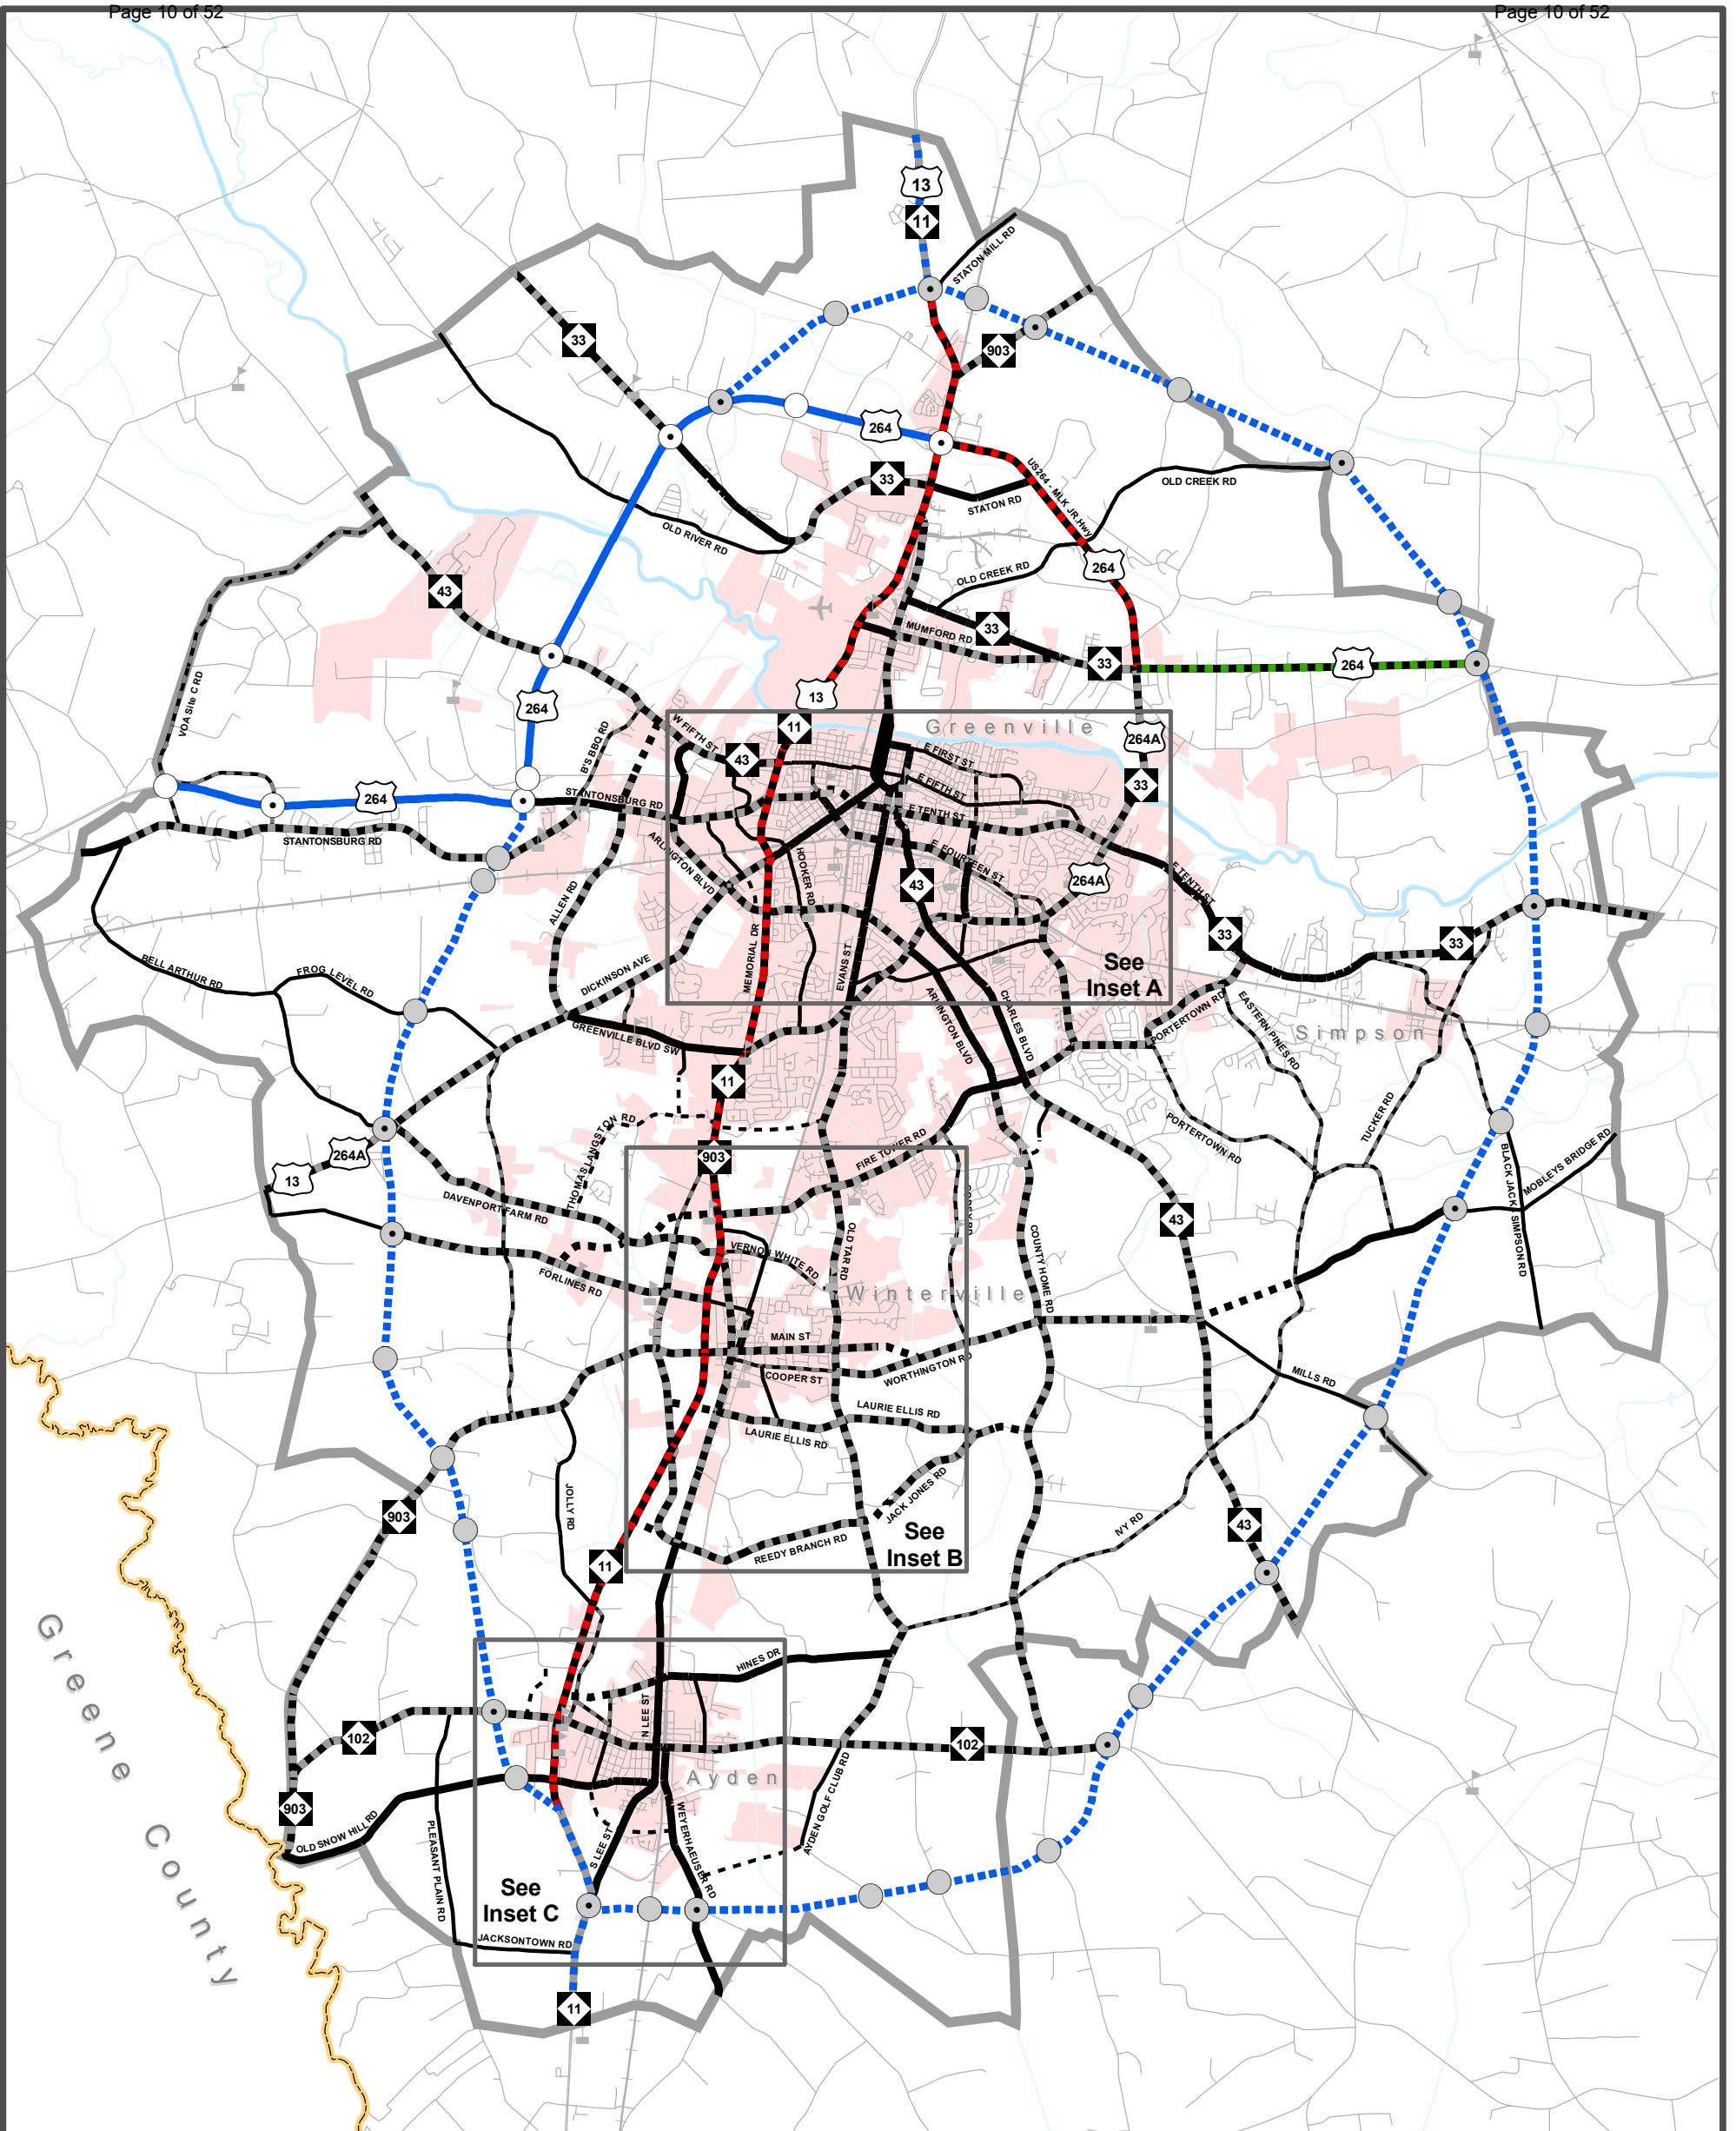 Page 10 of 52
Page 10 of 52
13
11
STATON MILL RD
33
903
264
33
STATON RD
US264 - MLK JR Hwy
OLD CREEK RD
OLD RIVER RD
OLD CREEK RD
264
43
MUMFORD RD
33
33
264
VOA Site C RD
264
13
11
Greenville
264A
W FIFTH ST
43
B'S BBQ RD
E FIRST ST
E FIFTH ST
33
264
STANTONSBURG RD
E TENTH ST
STANTONSBURG RD
ARLINGTON BLVD
HOOKER RD
E FOURTEEN ST
43
264A
E TENTH ST
ALLEN RD
33
33
BELL ARTHUR RD
FROG LEVEL RD
DICKINSON AVE
MEMORIAL DR
EVANS ST
See
Inset A
GREENVILLE BLVD SW
ARLINGTON BLVD
CHARLES BLVD
PORTERTOWN RD
EASTERN PINES RD
Simpson
11
THOMAS LANGSTON RD
903
FIRE TOWER RD
PORTERTOWN RD
TUCKER RD
BLACK JACK SIMPSON RD
MOBLEYS BRIDGE RD
264A
13
DAVENPORT FARM RD
43
COREY RD
OLD TAR RD
COUNTY HOME RD
VERNON WHITE RD
FORLINES RD
Winterville
MAIN ST
COOPER ST
WORTHINGTON RD
MILLS RD
LAURIE ELLIS RD
LAURIE ELLIS RD
JOLLY RD
903
JACK JONES RD
See
Inset B
REEDY BRANCH RD
IVY RD
43
11
Greene County
HINES DR
N LEE ST
102
102
Ayden
903
OLD SNOW HILL RD
PLEASANT PLAIN RD
S LEE ST
WEYERHAEUSER RD
AYDEN GOLF CLUB RD
See
Inset C
JACKSONTOWN RD
11